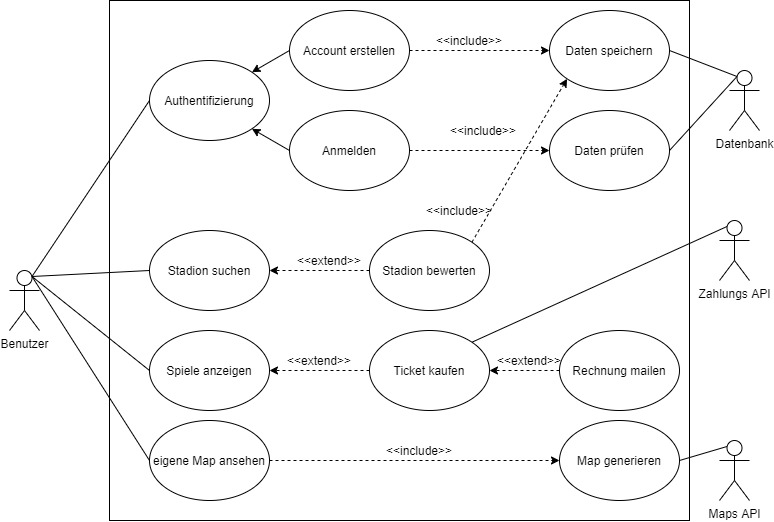 Account erstellen
<<include>>
Daten speichern
Authentifizierung
Anmelden
<<include>>
Daten prüfen
Datenbank
<<include>>
Stadion suchen
<<extend>>
Stadion bewerten
Zahlungs API
Benutzer
Spiele anzeigen
<<extend>>
Ticket kaufen
<<extend>>
Rechnung mailen
eigene Map ansehen
<<include>>
Map generieren
Maps API